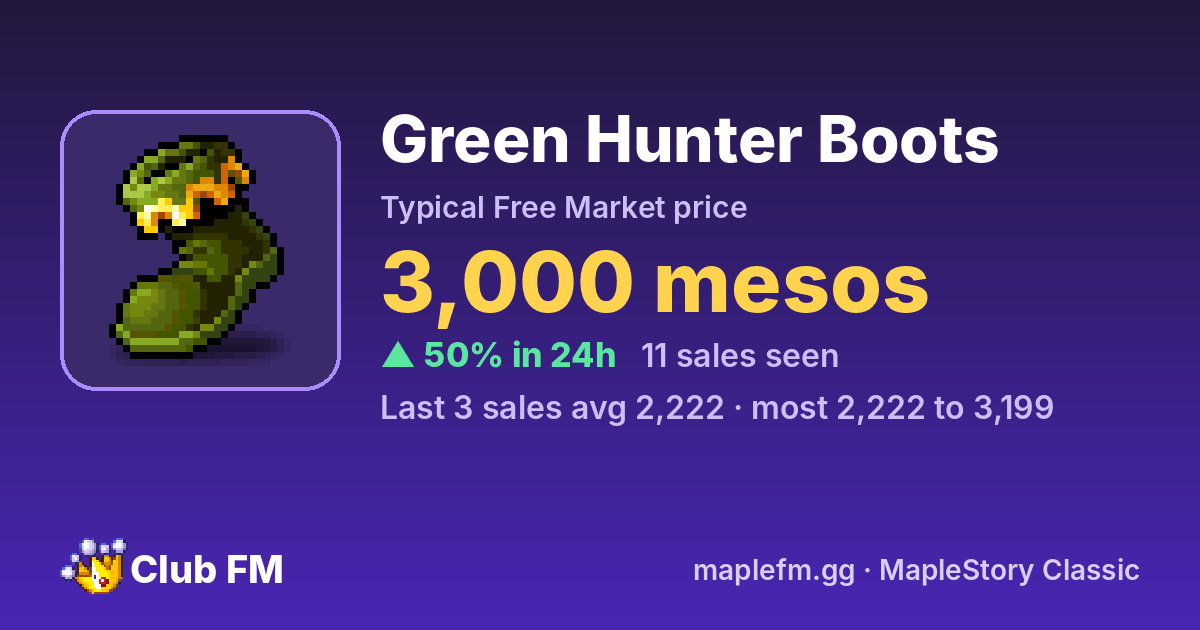 Green Hunter Boots
Typical Free Market price
3,000 mesos
▲ 50% in 24h 11 sales seen
Last 3 sales avg 2,222 · most 2,222 to 3,199
Club FM
maplefm.gg · MapleStory Classic